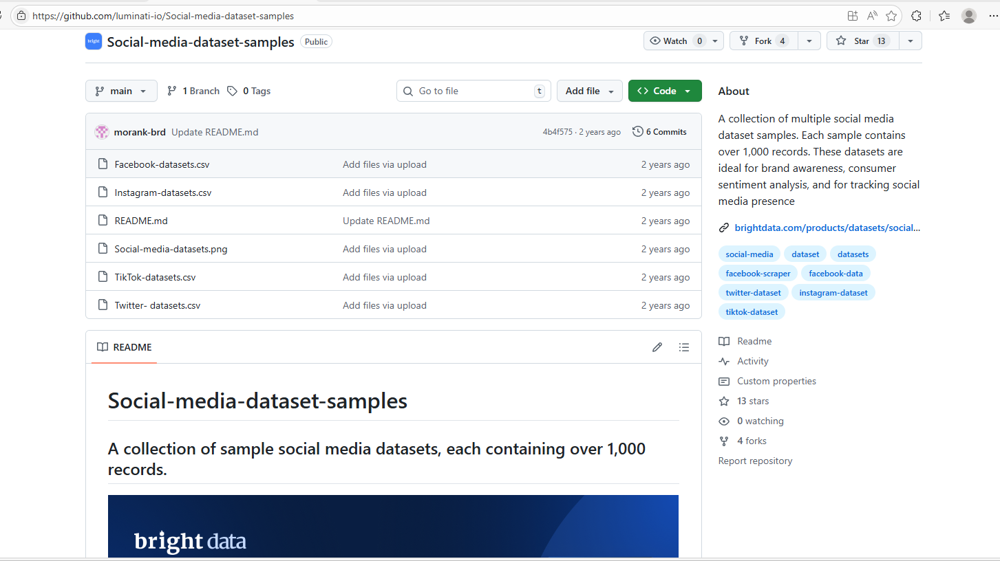 https://github.com/luminati-io/Social-media-dataset-samples
bright Social-media-dataset-samples Public
Watch 0 Fork 4 Star 13
main 1 Branch 0 Tags Go to file t Add file Code
morank-brd Update README.md 4b4f575 · 2 years ago 6 Commits
Facebook-datasets.csv Add files via upload 2 years ago
Instagram-datasets.csv Add files via upload 2 years ago
README.md Update README.md 2 years ago
Social-media-datasets.png Add files via upload 2 years ago
TikTok-datasets.csv Add files via upload 2 years ago
Twitter- datasets.csv Add files via upload 2 years ago
README
Social-media-dataset-samples
A collection of sample social media datasets, each containing over 1,000
records.
bright data
About
A collection of multiple social media
dataset samples. Each sample contains
over 1,000 records. These datasets are
ideal for brand awareness, consumer
sentiment analysis, and for tracking social
media presence
brightdata.com/products/datasets/social...
social-media dataset datasets
facebook-scraper facebook-data
twitter-dataset instagram-dataset
tiktok-dataset
Readme
Activity
Custom properties
13 stars
0 watching
4 forks
Report repository